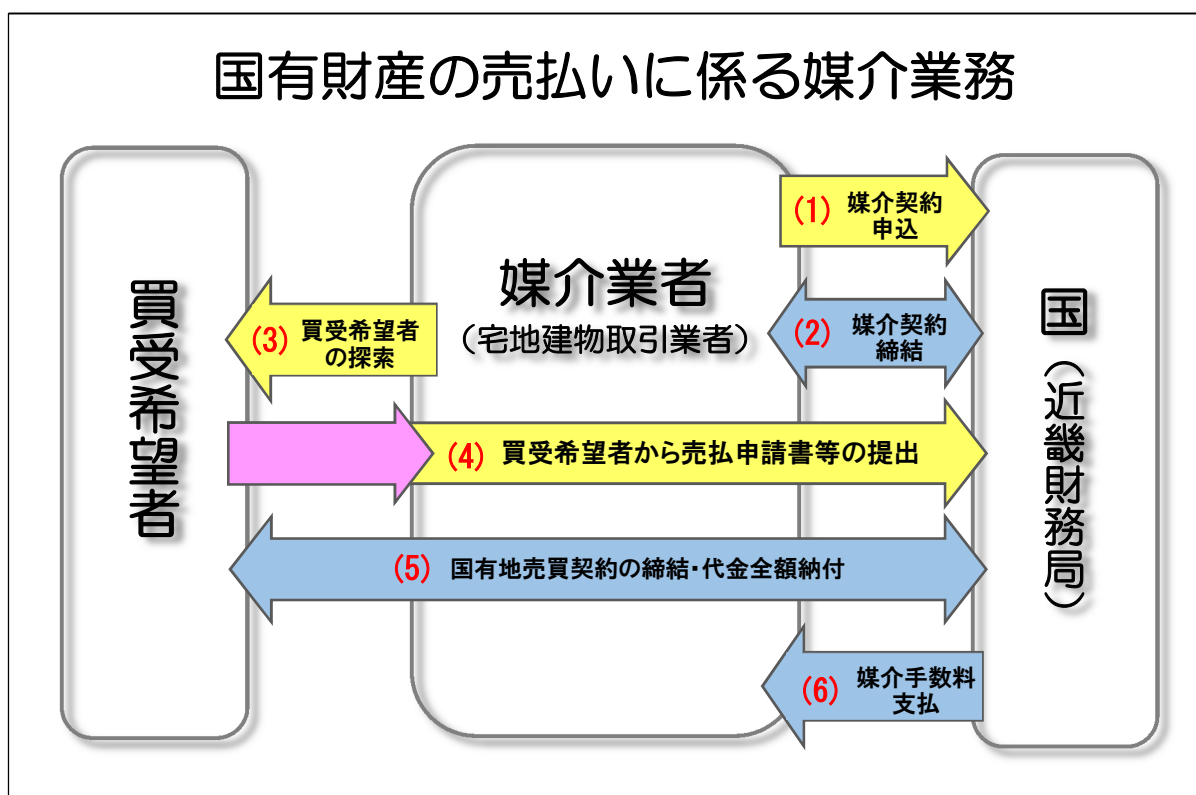 国有財産の売払いに係る媒介業務
買受希望者
媒介業者
（宅地建物取引業者）
国（近畿財務局）
(1) 媒介契約
申込
(2) 媒介契約
締結
(3) 買受希望者
の探索
(4) 買受希望者から売払申請書等の提出
(5) 国有地売買契約の締結・代金全額納付
(6) 媒介手数料
支払